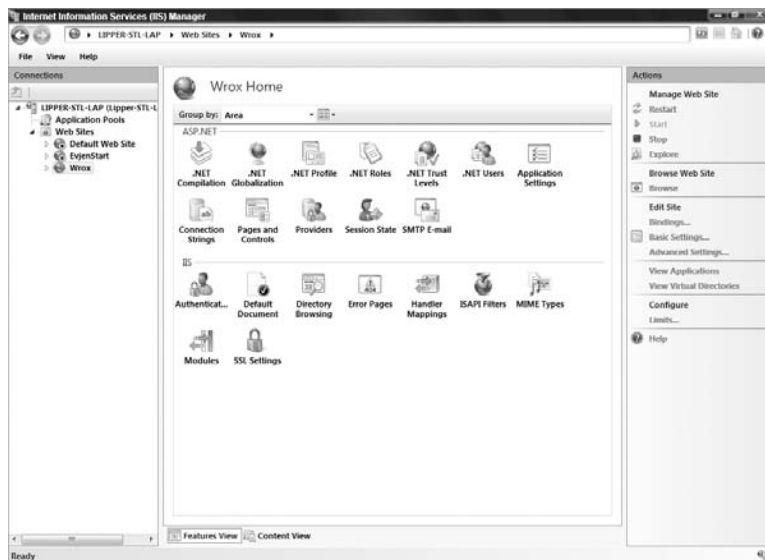 Internet Information Services (IIS) Manager
LIPPER-STL-LAP ▸ Web Sites ▸ Wrox ▸
File View Help
Connections
LIPPER-STL-LAP (Lipper-STL-L
Application Pools
Web Sites
Default Web Site
EvjenStart
Wrox
Wrox Home
Group by: Area
ASP.NET
.NET Compilation
.NET Globalization
.NET Profile
.NET Roles
.NET Trust Levels
.NET Users
Application Settings
Connection Strings
Pages and Controls
Providers
Session State
SMTP E-mail
IIS
Authenticat...
Default Document
Directory Browsing
Error Pages
Handler Mappings
ISAPI Filters
MIME Types
Modules
SSL Settings
Features View
Content View
Actions
Manage Web Site
Restart
Start
Stop
Explore
Browse Web Site
Browse
Edit Site
Bindings...
Basic Settings...
Advanced Settings...
View Applications
View Virtual Directories
Configure
Limits...
Help
Ready